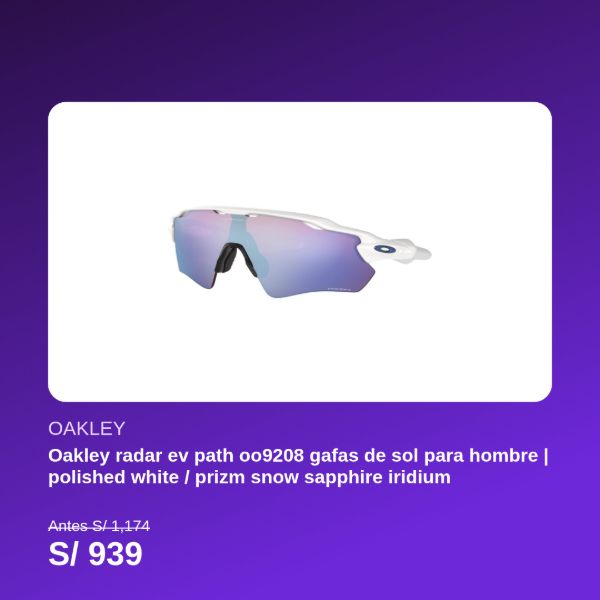 OAKLEY
Oakley radar ev path oo9208 gafas de sol para hombre |
polished white / prizm snow sapphire iridium
Antes S/ 1,174
S/ 939